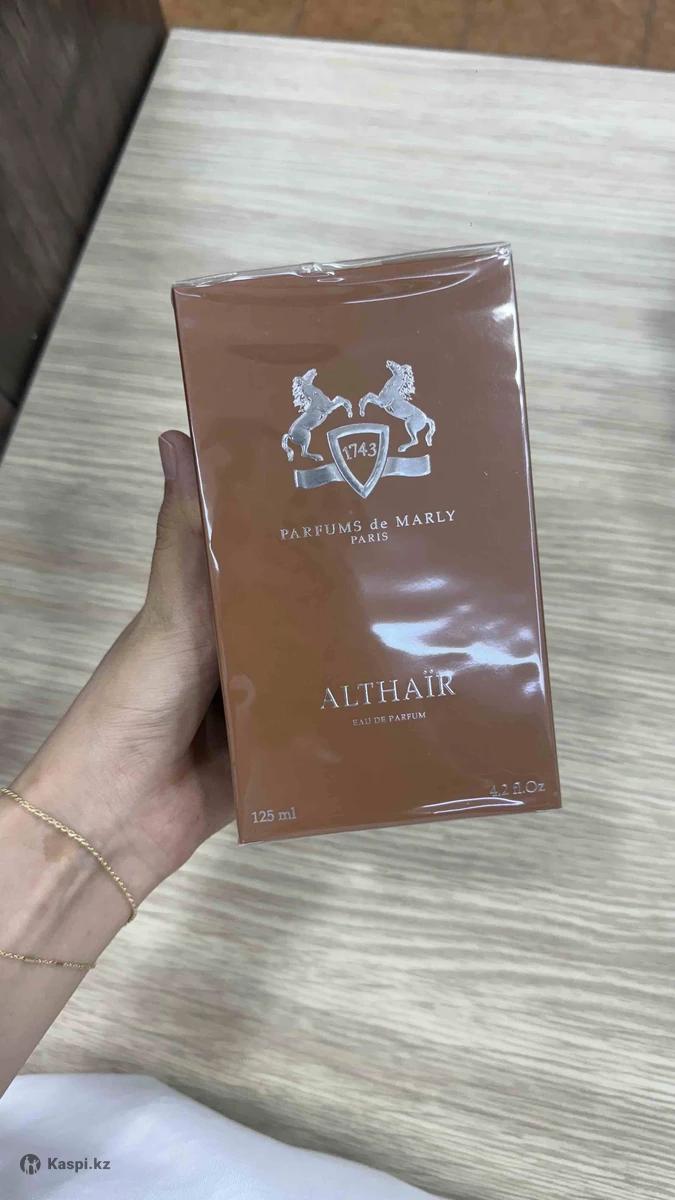 1743
PARFUMS de MARLY
PARIS
ALTHAÏR
EAU DE PARFUM
125 ml
4.2 fl.Oz
Kaspi.kz